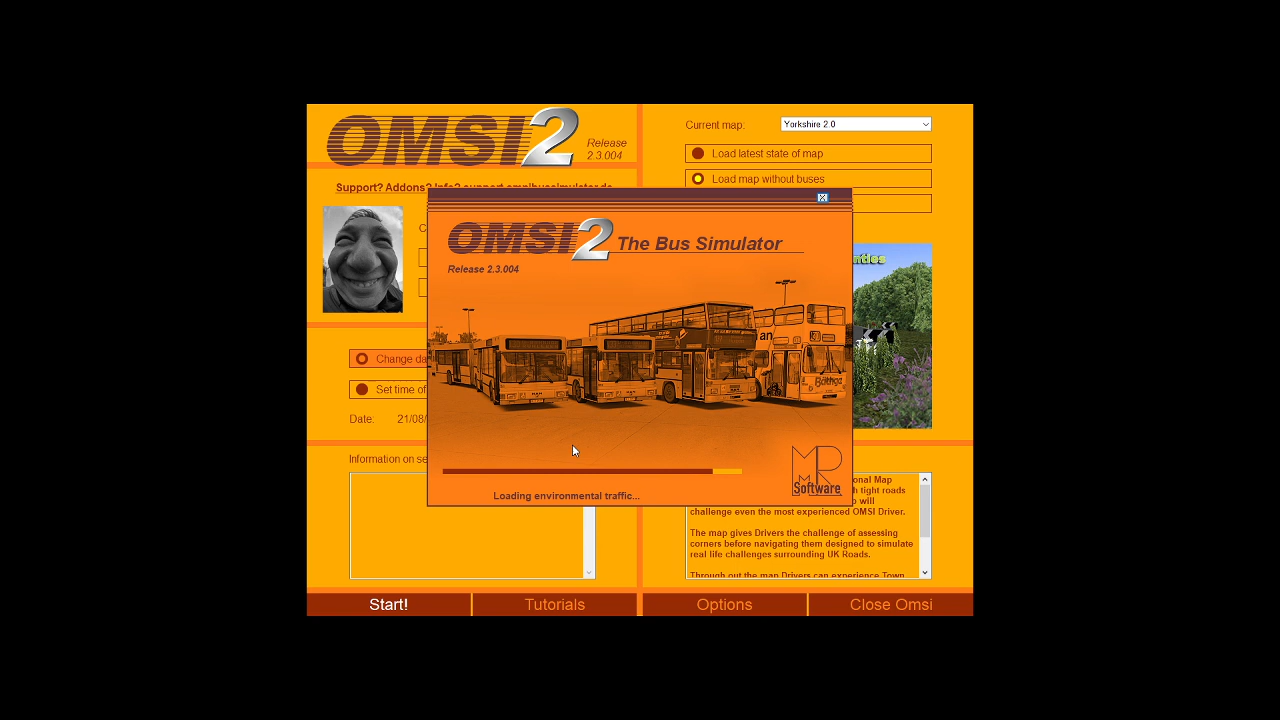 OMSI 2
Release
2.3.004
Current map:
Yorkshire 2.0
Load latest state of map
Load map without buses
Support? Addons? Info? support.omnibussimulator.de
OMSI 2 The Bus Simulator
Release 2.3.004
Change da
Set time of
Date: 21/08/
Information on se
Loading environmental traffic...
MR
Software
onal Map
h tight roads
will
challenge even the most experienced OMSI Driver.
The map gives Drivers the challenge of assessing
corners before navigating them designed to simulate
real life challenges surrounding UK Roads.
Through out the map Drivers can experience Town
Start!
Tutorials
Options
Close Omsi